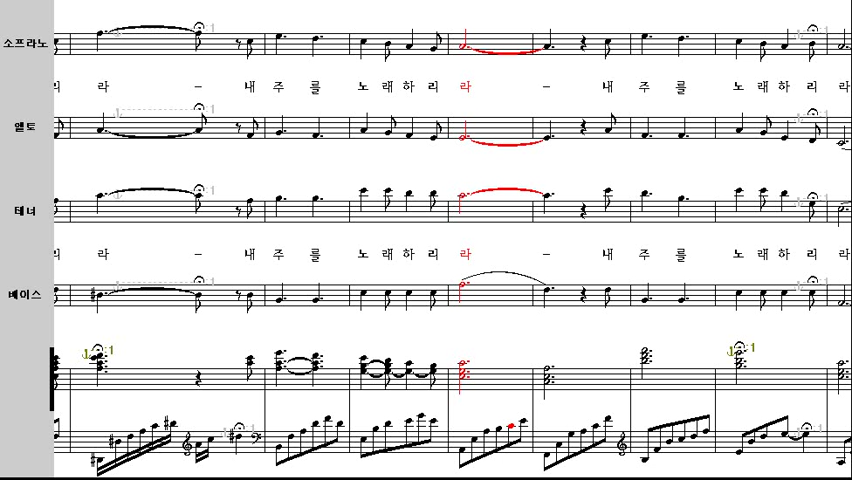 소프라노
리 라 - 내 주 를 노 래 하 리 라 - 내 주 를 노 래 하 리 라
앨토
테너
리 라 - 내 주 를 노 래 하 리 라 - 내 주 를 노 래 하 리 라
베이스